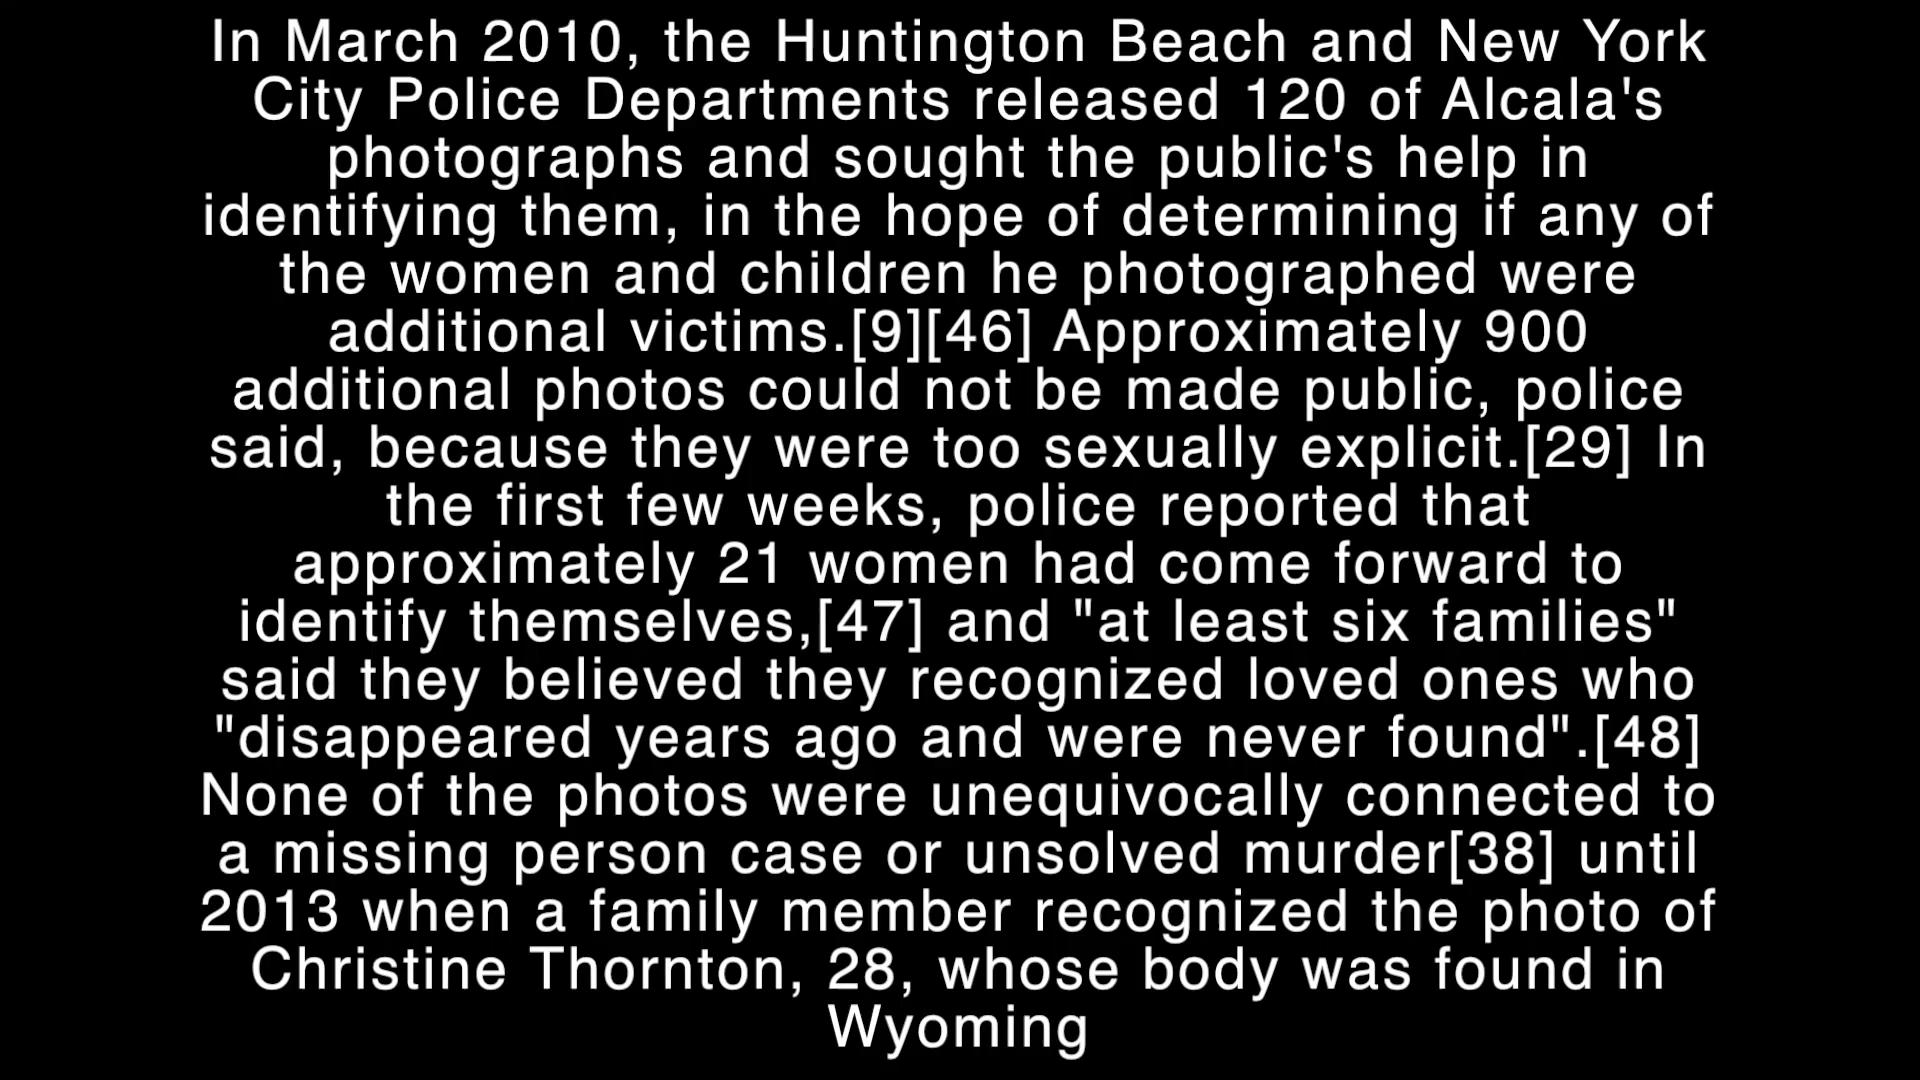 In March 2010, the Huntington Beach and New York
City Police Departments released 120 of Alcala's
photographs and sought the public's help in
identifying them, in the hope of determining if any of
the women and children he photographed were
additional victims.[9][46] Approximately 900
additional photos could not be made public, police
said, because they were too sexually explicit.[29] In
the first few weeks, police reported that
approximately 21 women had come forward to
identify themselves,[47] and "at least six families"
said they believed they recognized loved ones who
"disappeared years ago and were never found".[48]
None of the photos were unequivocally connected to
a missing person case or unsolved murder[38] until
2013 when a family member recognized the photo of
Christine Thornton, 28, whose body was found in
Wyoming